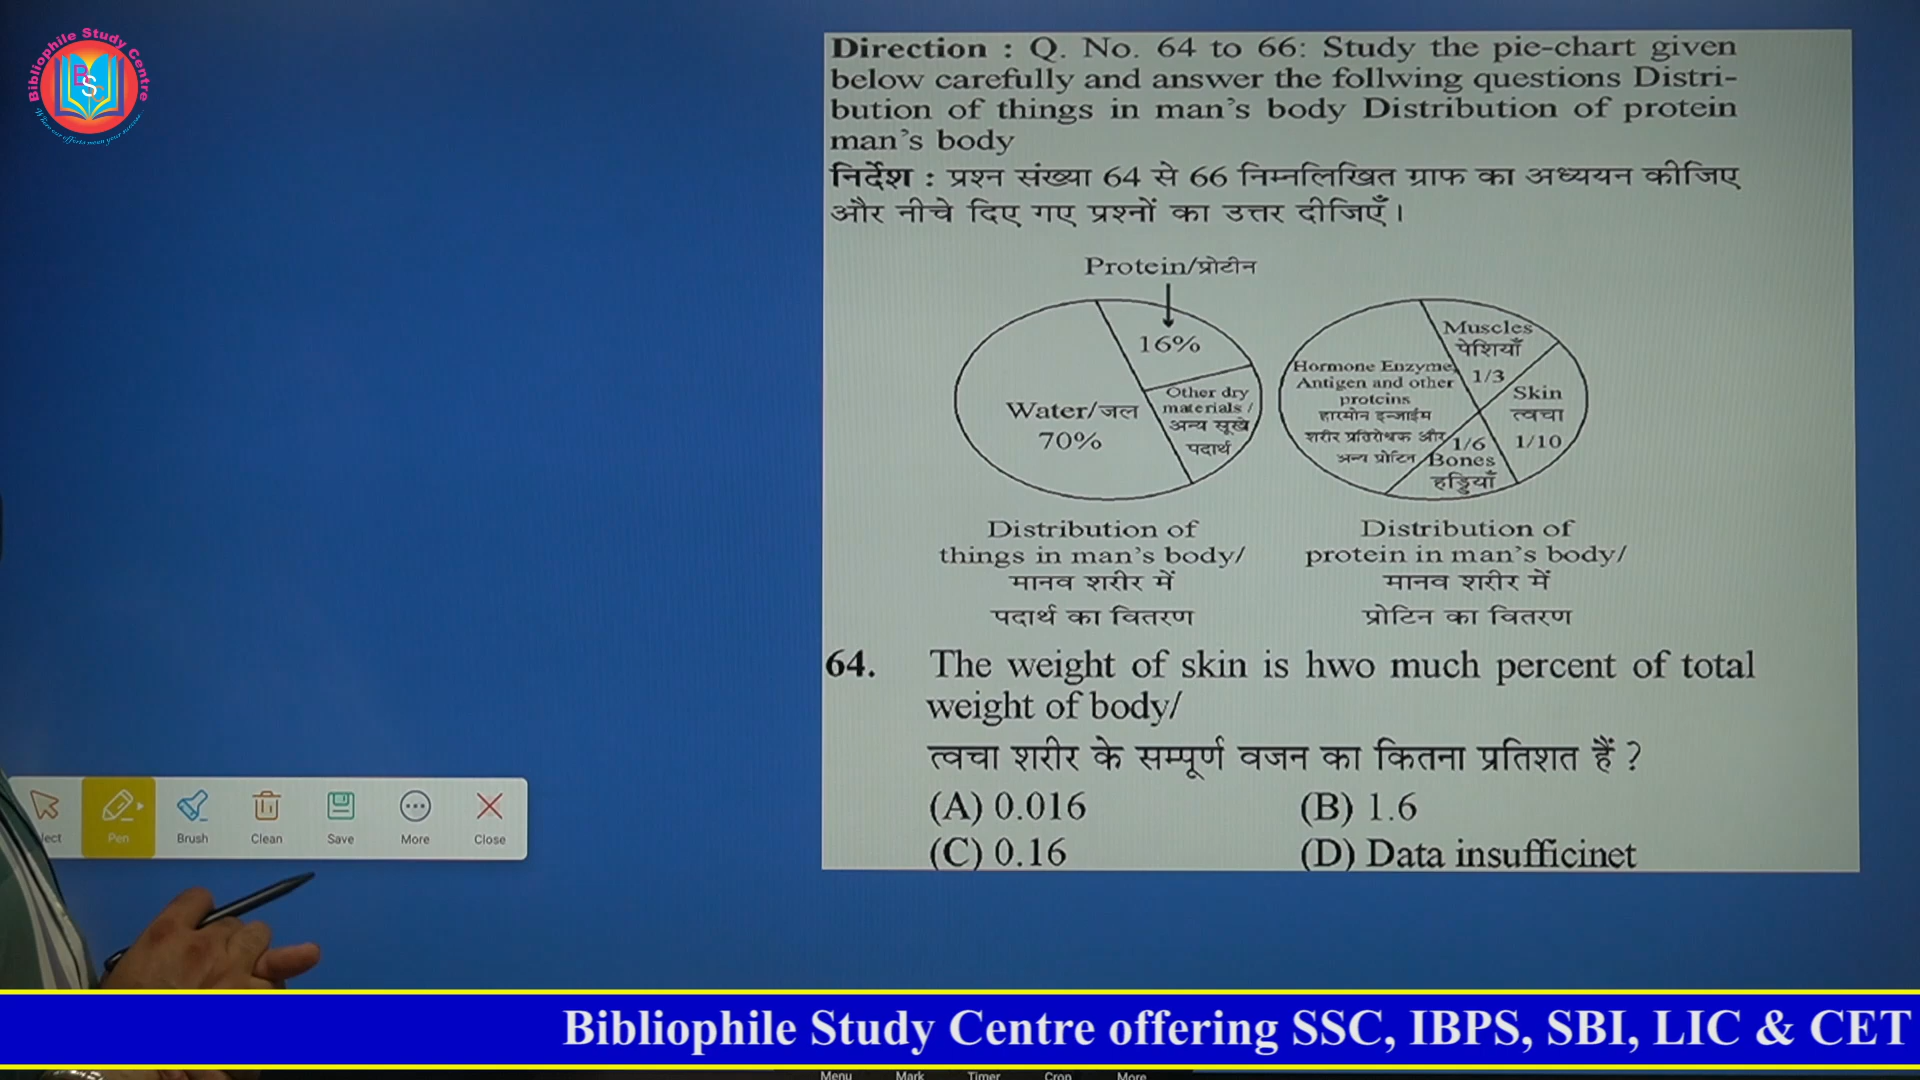 Bibliophile Study Centre
BSC
Direction : Q. No. 64 to 66: Study the pie-chart given
below carefully and answer the follwing questions Distri-
bution of things in man's body Distribution of protein
man's body
निर्देश : प्रश्न संख्या 64 से 66 निम्नलिखित ग्राफ का अध्ययन कीजिए
और नीचे दिए गए प्रश्नों का उत्तर दीजिएँ।
Protein/प्रोटीन
16%
Water/जल
70%
Other dry
materials /
अन्य सूखे
पदार्थ
Distribution of
things in man's body/
मानव शरीर में
पदार्थ का वितरण
Muscles
पेशियाँ
1/3
Skin
त्वचा
1/10
Hormone Enzyme,
Antigen and other
proteins
हारमोन इन्जाईम
शरीर प्रतिरोधक और
अन्य प्रोटिन
1/6
Bones
हड्डियाँ
Distribution of
protein in man's body/
मानव शरीर में
प्रोटिन का वितरण
64. The weight of skin is hwo much percent of total
weight of body/
त्वचा शरीर के सम्पूर्ण वजन का कितना प्रतिशत हैं ?
(A) 0.016 (B) 1.6
(C) 0.16 (D) Data insufficinet
lect Pen Brush Clean Save More Close
Bibliophile Study Centre offering SSC, IBPS, SBI, LIC & CET
Menu Mark Timer Crop More